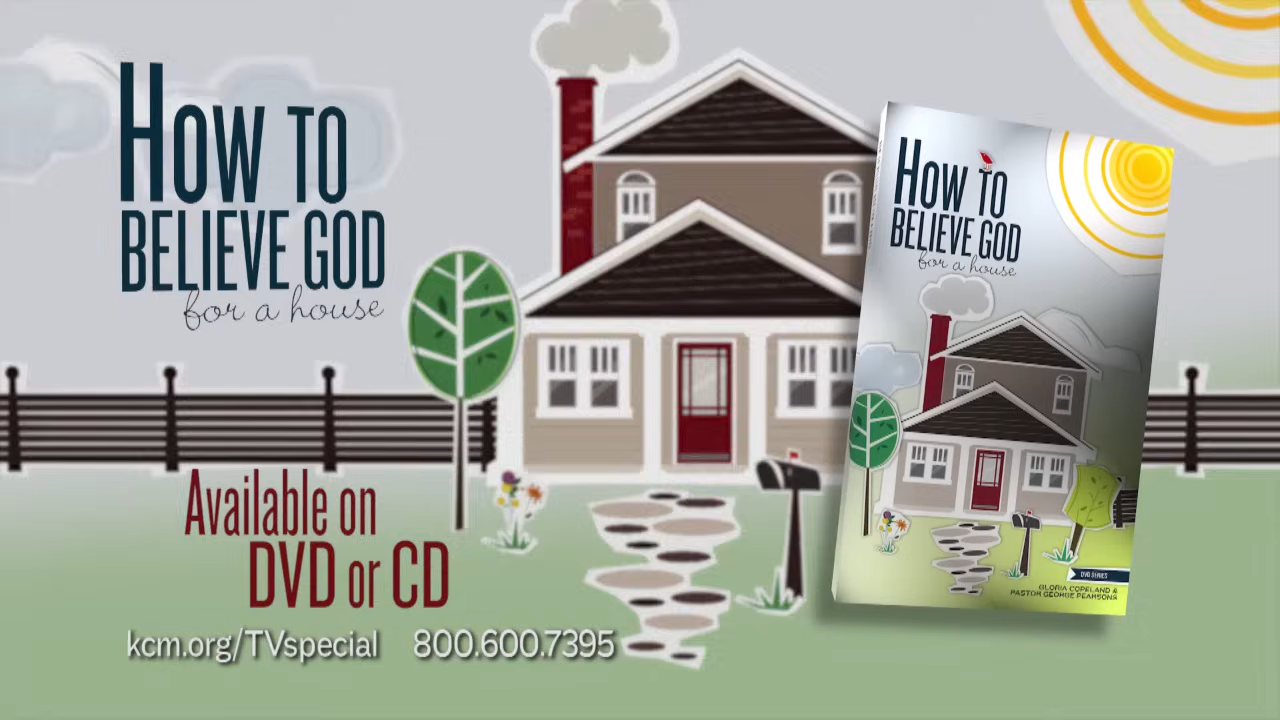 HOW TO
BELIEVE GOD
for a house
Available on
DVD or CD
kcm.org/TVspecial 800.600.7395
HOW TO
BELIEVE GOD
for a house
DVD SERIES
GLORIA COPELAND &
PASTOR GEORGE PEARSONS